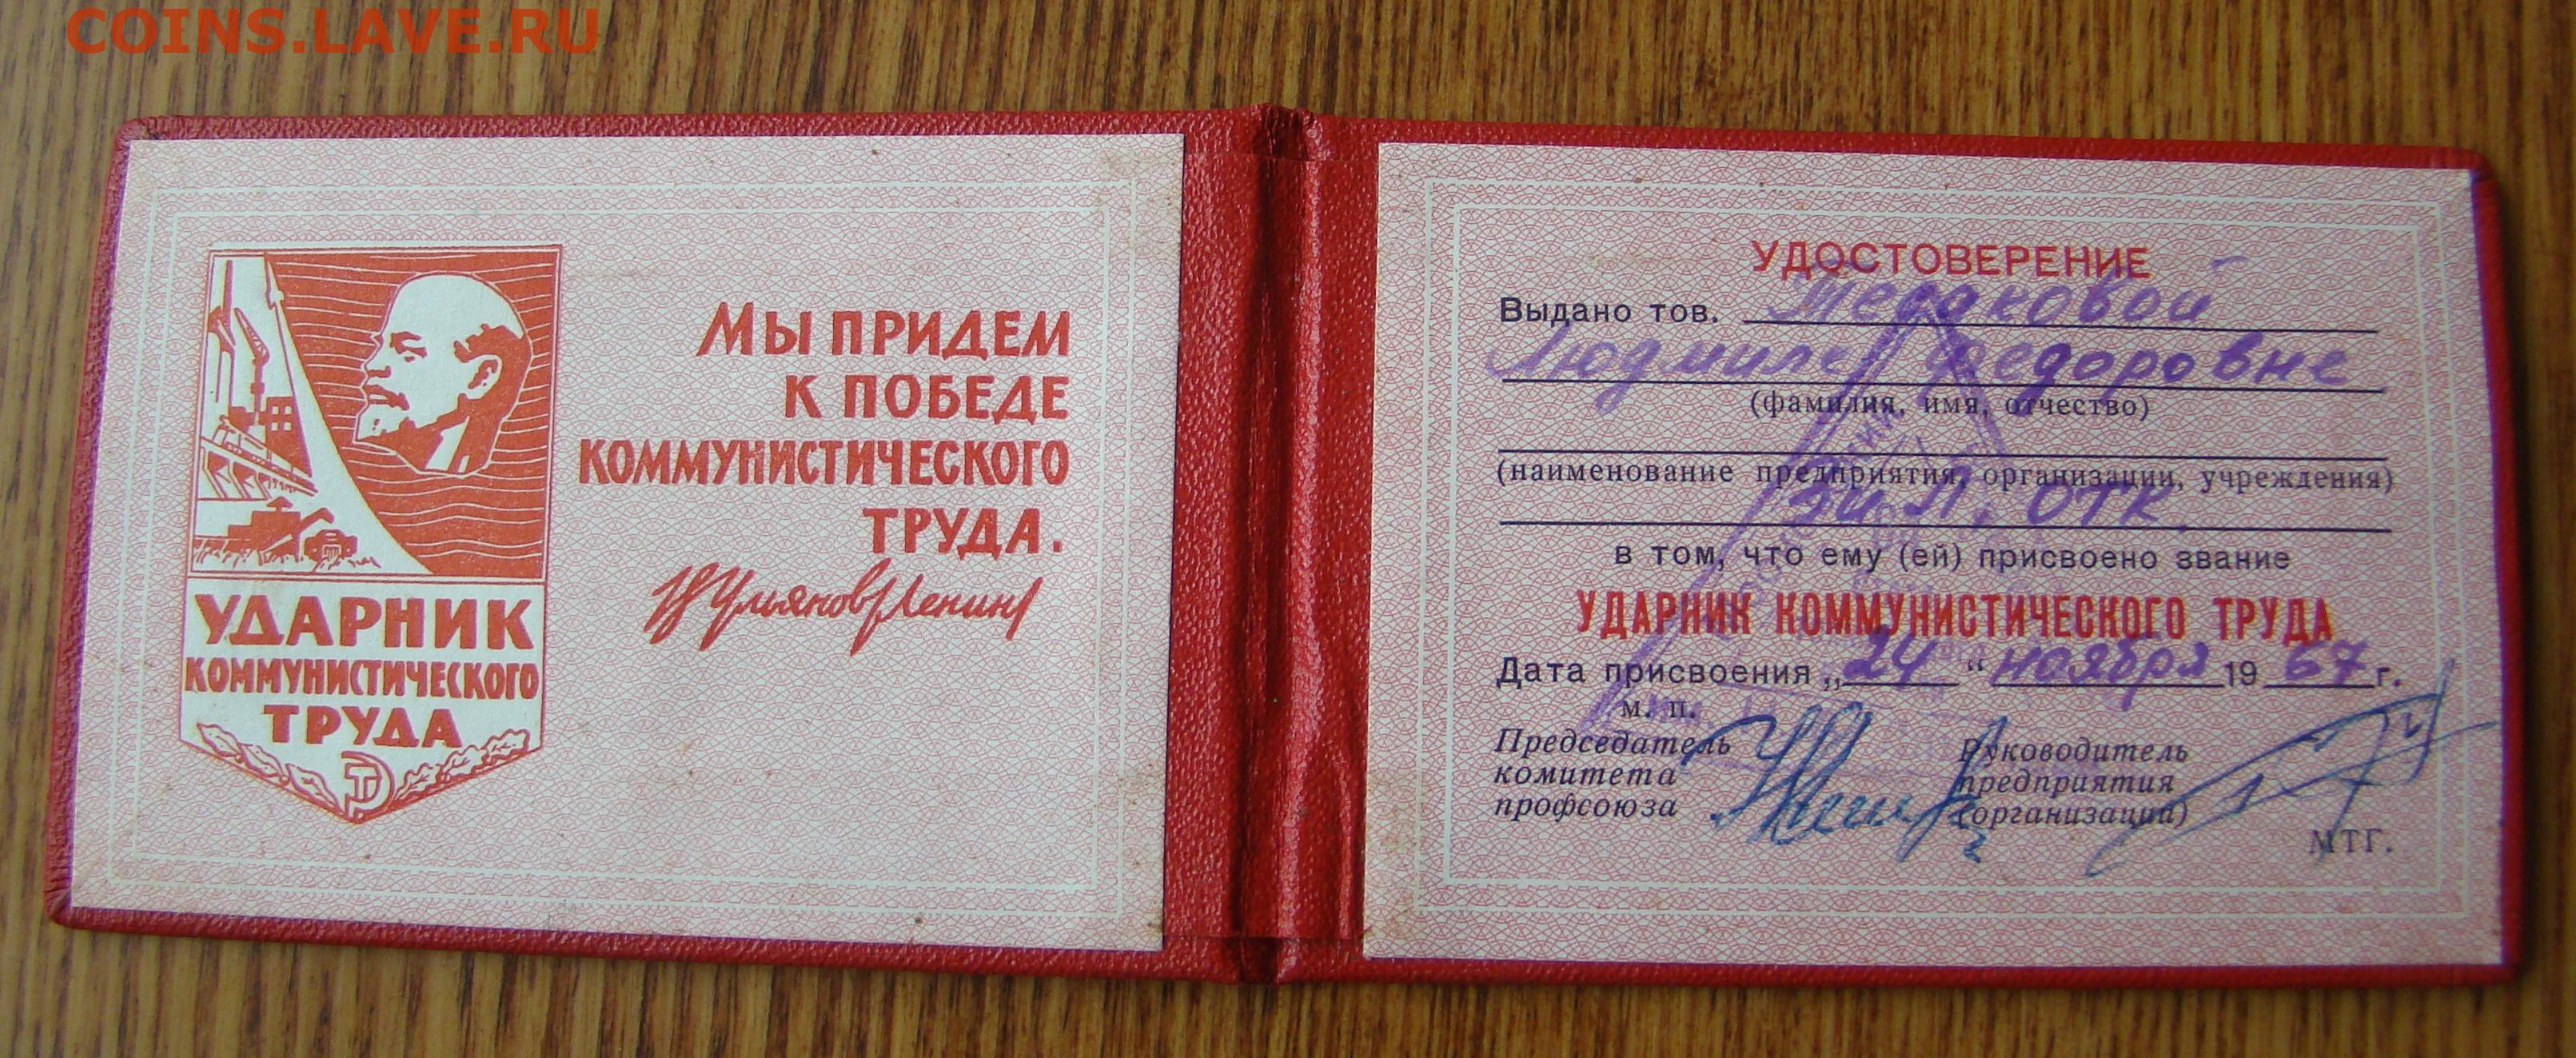 COINS.LAVE.RU
УДАРНИК
КОММУНИСТИЧЕСКОГО
ТРУДА
МЫ ПРИДЕМ
К ПОБЕДЕ
КОММУНИСТИЧЕСКОГО
ТРУДА.
В Ульянов (Ленин)
УДОСТОВЕРЕНИЕ
Выдано тов.
Людмиле Федоровне
(фамилия, имя, отчество)
(наименование предприятия, организации, учреждения)
ОТК.
в том, что ему (ей) присвоено звание
УДАРНИК КОММУНИСТИЧЕСКОГО ТРУДА
Дата присвоения „24“ ноября 1967 г.
м. п.
Председатель
комитета
профсоюза
Руководитель
предприятия
(организации)
МТГ.